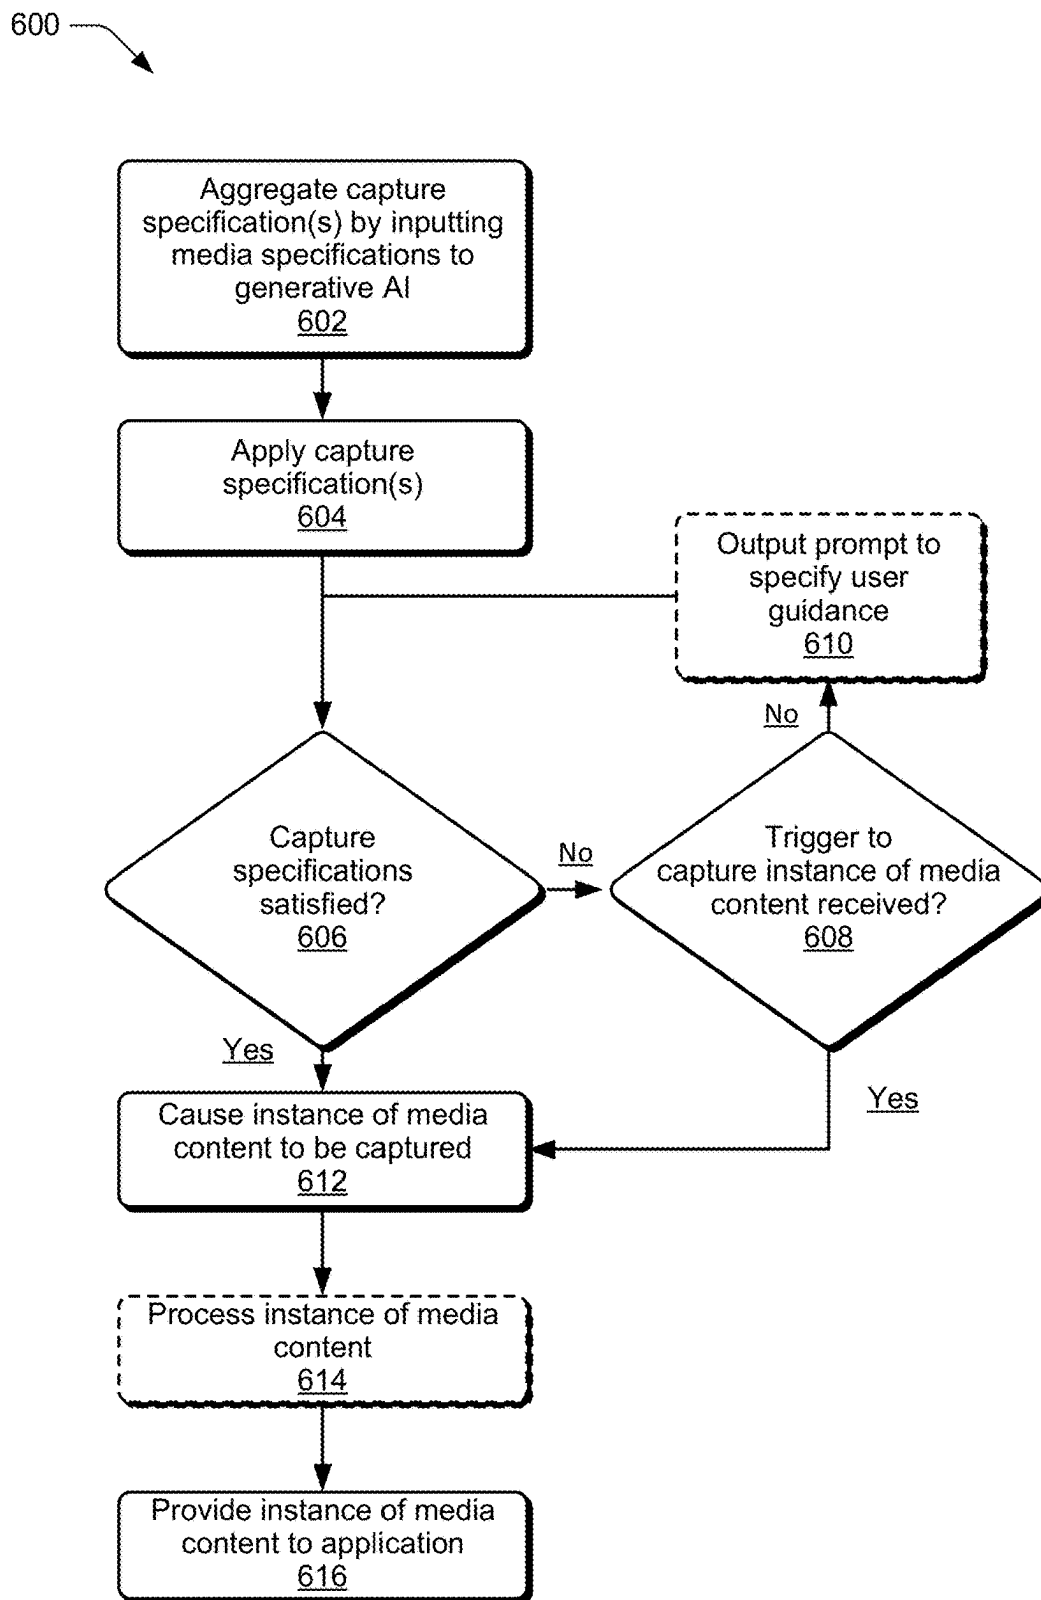 600
Aggregate capture
specification(s) by inputting
media specifications to
generative AI
602
Apply capture
specification(s)
604
Output prompt to
specify user
guidance
610
No
Capture
specifications
satisfied?
606
No
Trigger to
capture instance of media
content received?
608
Yes
Yes
Cause instance of media
content to be captured
612
Process instance of media
content
614
Provide instance of media
content to application
616